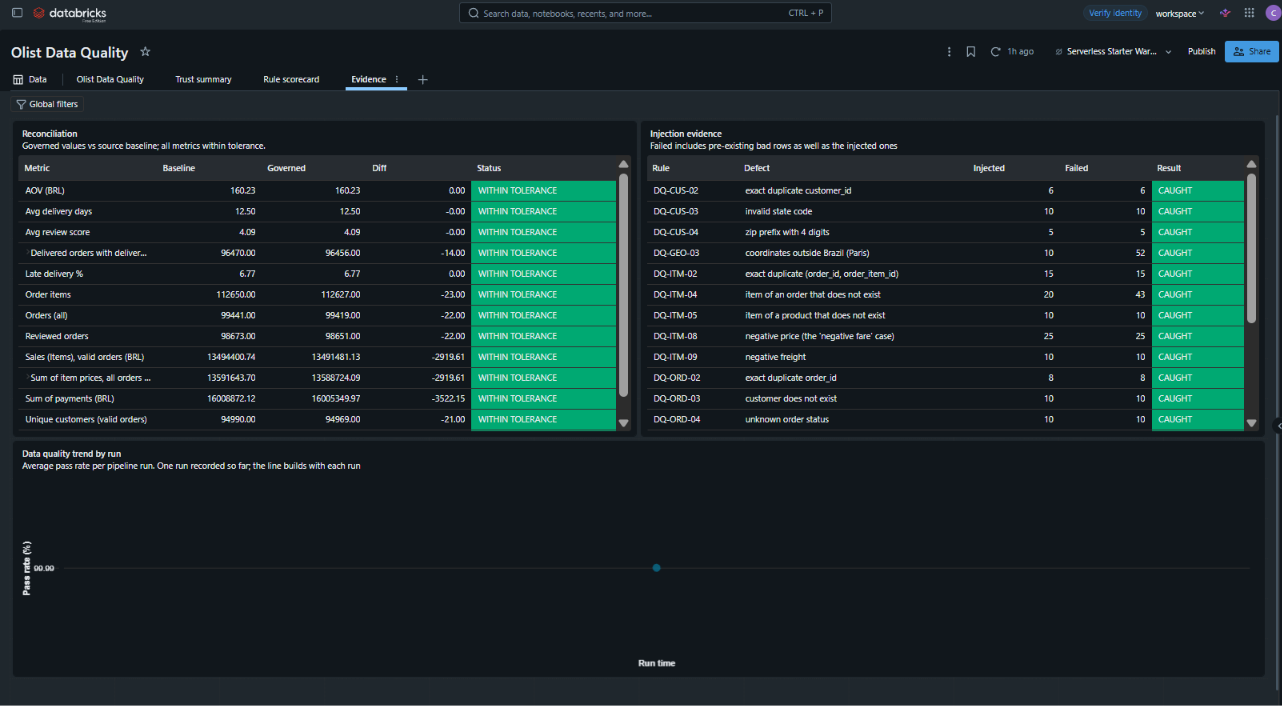 databricks
Free Edition
Search data, notebooks, recents, and more...
CTRL + P
Verify identity
workspace
C
Olist Data Quality
1h ago
Serverless Starter War...
Publish
Share
Data
Olist Data Quality
Trust summary
Rule scorecard
Evidence
Global filters
Reconciliation
Governed values vs source baseline; all metrics within tolerance.
Metric Baseline Governed Diff Status
AOV (BRL) 160.23 160.23 0.00 WITHIN TOLERANCE
Avg delivery days 12.50 12.50 -0.00 WITHIN TOLERANCE
Avg review score 4.09 4.09 -0.00 WITHIN TOLERANCE
Delivered orders with deliver... 96470.00 96456.00 -14.00 WITHIN TOLERANCE
Late delivery % 6.77 6.77 0.00 WITHIN TOLERANCE
Order items 112650.00 112627.00 -23.00 WITHIN TOLERANCE
Orders (all) 99441.00 99419.00 -22.00 WITHIN TOLERANCE
Reviewed orders 98673.00 98651.00 -22.00 WITHIN TOLERANCE
Sales (items), valid orders (BRL) 13494400.74 13491481.13 -2919.61 WITHIN TOLERANCE
Sum of item prices, all orders ... 13591643.70 13588724.09 -2919.61 WITHIN TOLERANCE
Sum of payments (BRL) 16008872.12 16005349.97 -3522.15 WITHIN TOLERANCE
Unique customers (valid orders) 94990.00 94969.00 -21.00 WITHIN TOLERANCE
Injection evidence
Failed includes pre-existing bad rows as well as the injected ones
Rule Defect Injected Failed Result
DQ-CUS-02 exact duplicate customer_id 6 6 CAUGHT
DQ-CUS-03 invalid state code 10 10 CAUGHT
DQ-CUS-04 zip prefix with 4 digits 5 5 CAUGHT
DQ-GEO-03 coordinates outside Brazil (Paris) 10 52 CAUGHT
DQ-ITM-02 exact duplicate (order_id, order_item_id) 15 15 CAUGHT
DQ-ITM-04 item of an order that does not exist 20 43 CAUGHT
DQ-ITM-05 item of a product that does not exist 10 10 CAUGHT
DQ-ITM-08 negative price (the 'negative fare' case) 25 25 CAUGHT
DQ-ITM-09 negative freight 10 10 CAUGHT
DQ-ORD-02 exact duplicate order_id 8 8 CAUGHT
DQ-ORD-03 customer does not exist 10 10 CAUGHT
DQ-ORD-04 unknown order status 10 10 CAUGHT
Data quality trend by run
Average pass rate per pipeline run. One run recorded so far; the line builds with each run
Pass rate (%)
Run time